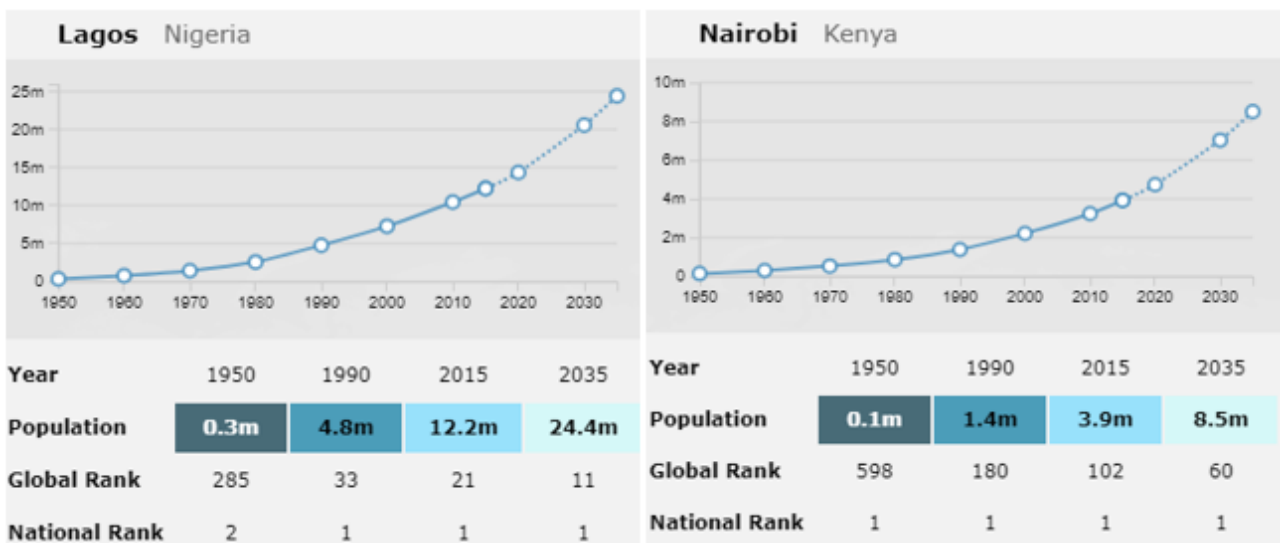 Lagos Nigeria
25m
20m
15m
10m
5m
0
1950 1960 1970 1980 1990 2000 2010 2020 2030
Year 1950 1990 2015 2035
Population 0.3m 4.8m 12.2m 24.4m
Global Rank 285 33 21 11
National Rank 2 1 1 1
Nairobi Kenya
10m
8m
6m
4m
2m
0
1950 1960 1970 1980 1990 2000 2010 2020 2030
Year 1950 1990 2015 2035
Population 0.1m 1.4m 3.9m 8.5m
Global Rank 598 180 102 60
National Rank 1 1 1 1